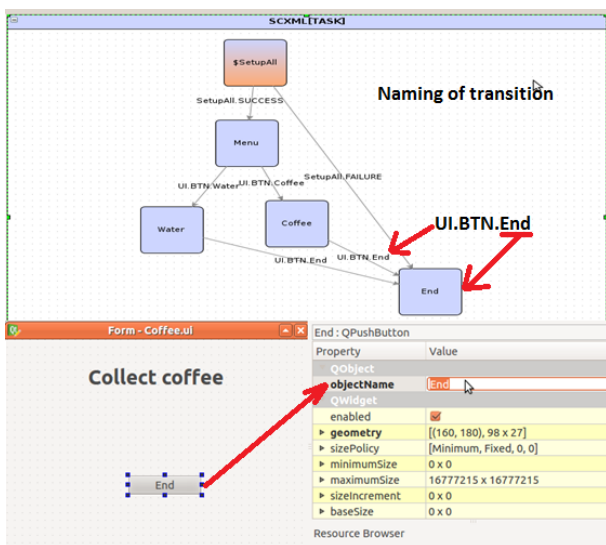 SCXML[TASK]
$SetupAll
Naming of transition
SetupAll.SUCCESS
Menu
SetupAll.FAILURE
UI.BTN.Water
UI.BTN.Coffee
Water
Coffee
UI.BTN.End
UI.BTN.End
UI.BTN.End
End
Form - Coffee.ui
Collect coffee
End
End : QPushButton
Property Value
QObject
objectName End
QWidget
enabled
geometry [(160, 180), 98 x 27]
sizePolicy [Minimum, Fixed, 0, 0]
minimumSize 0 x 0
maximumSize 16777215 x 16777215
sizeIncrement 0 x 0
baseSize 0 x 0
Resource Browser